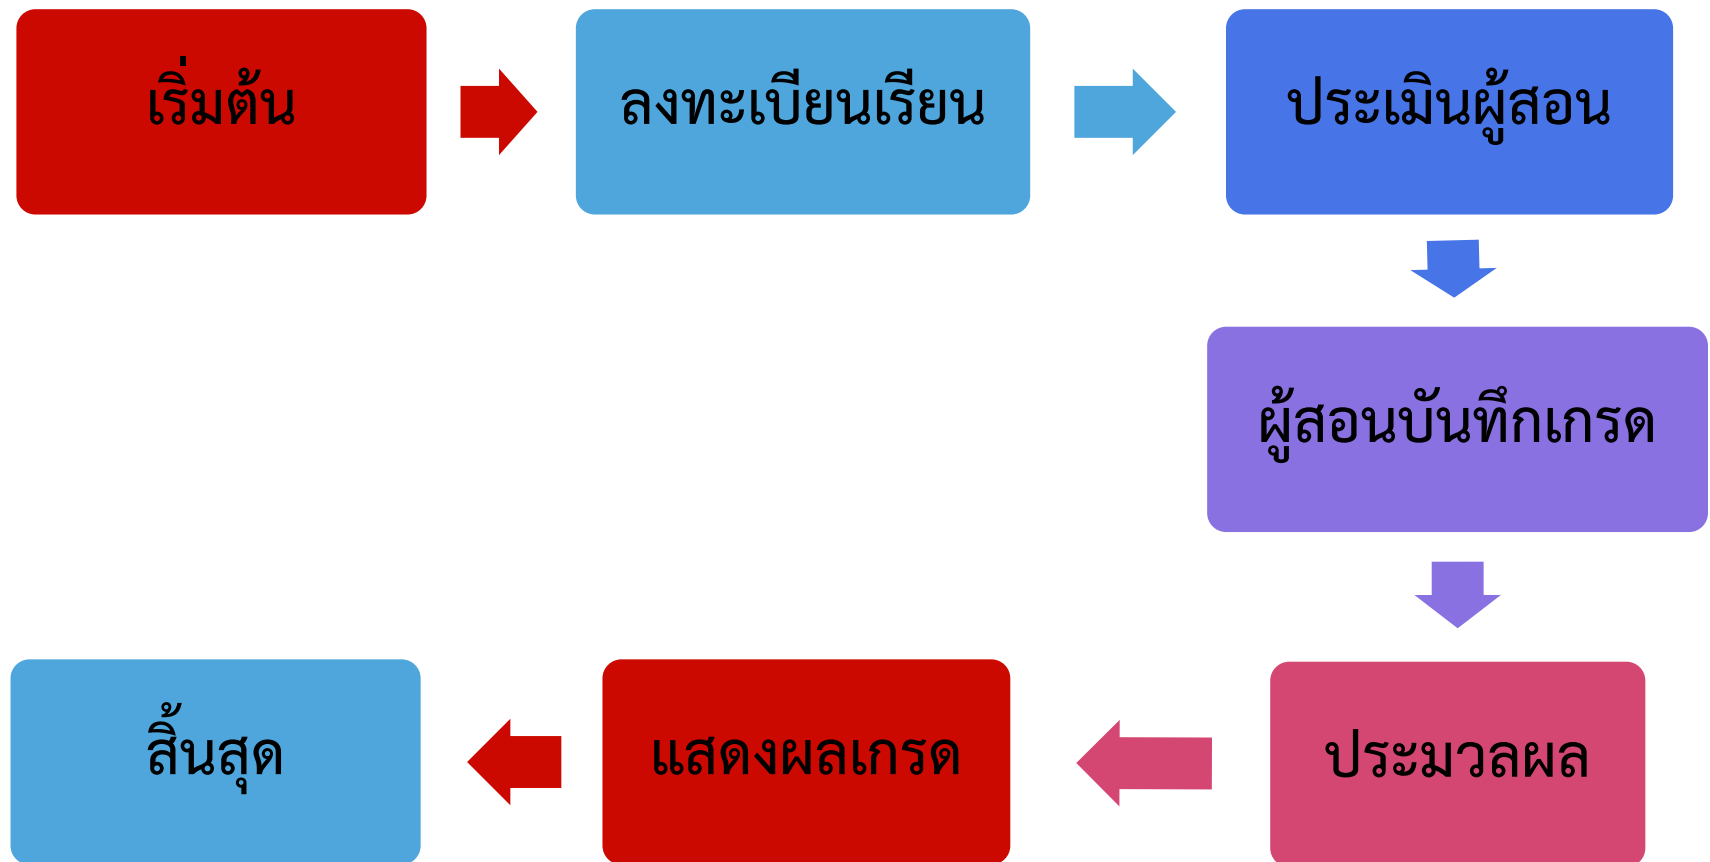 เริ่มต้น
ลงทะเบียนเรียน
ประเมินผู้สอน
ผู้สอนบันทึกเกรด
ประมวลผล
แสดงผลเกรด
สิ้นสุด